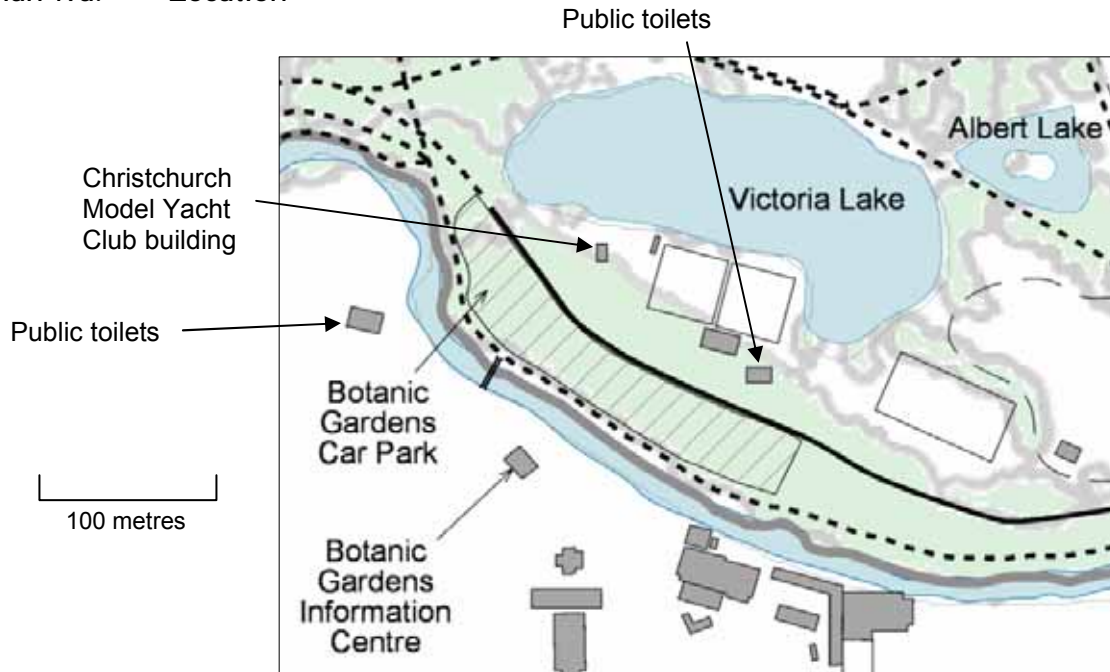 Location
Public toilets
Albert Lake
Christchurch
Model Yacht
Club building
Victoria Lake
Public toilets
Botanic
Gardens
Car Park
100 metres
Botanic
Gardens
Information
Centre